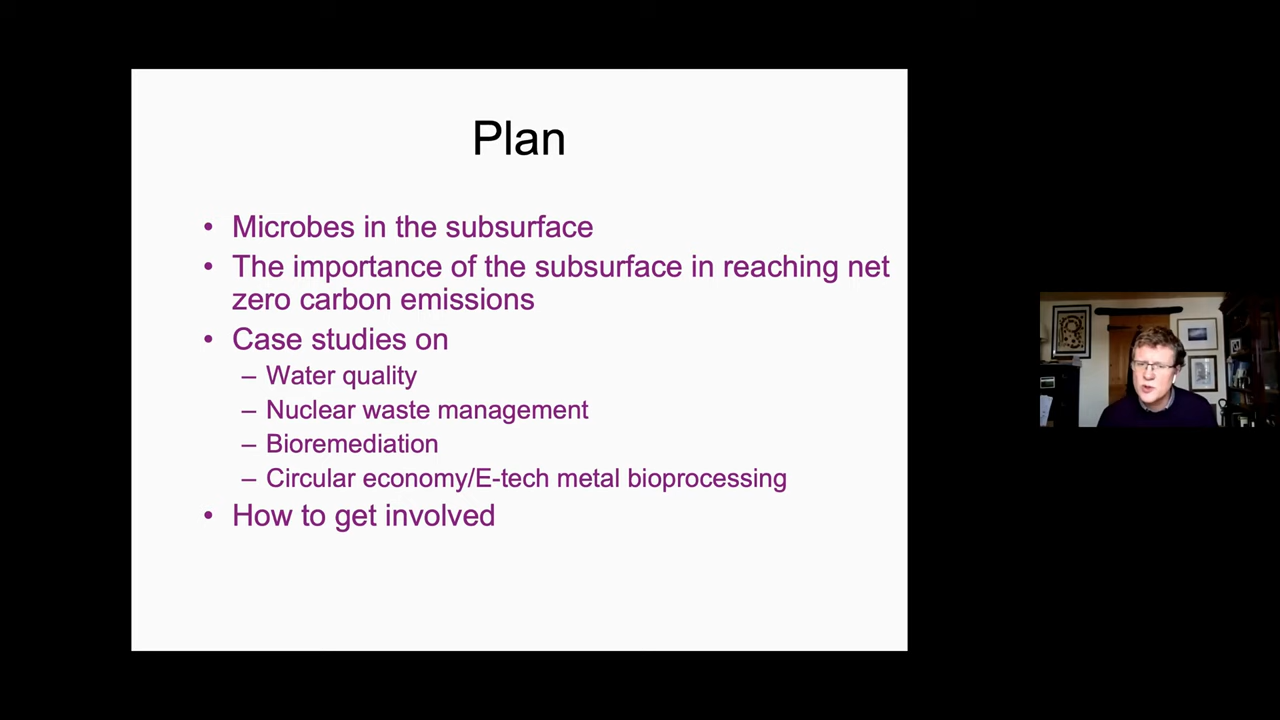 Plan
• Microbes in the subsurface
• The importance of the subsurface in reaching net
zero carbon emissions
• Case studies on
– Water quality
– Nuclear waste management
– Bioremediation
– Circular economy/E-tech metal bioprocessing
• How to get involved